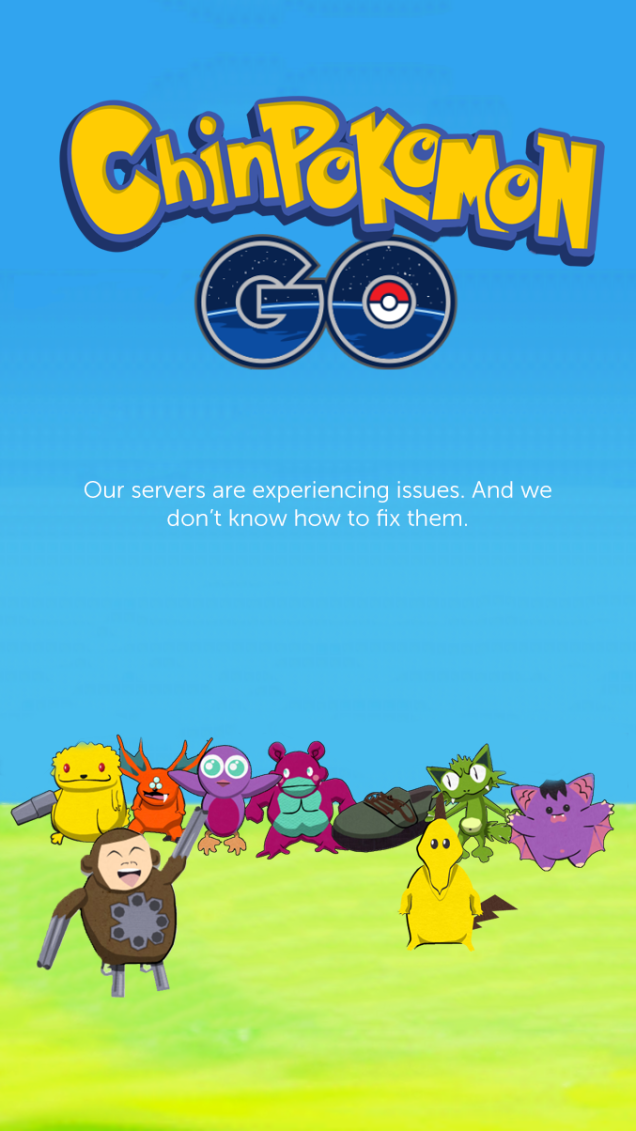 ChinPokoMoN
GO
Our servers are experiencing issues. And we
don't know how to fix them.